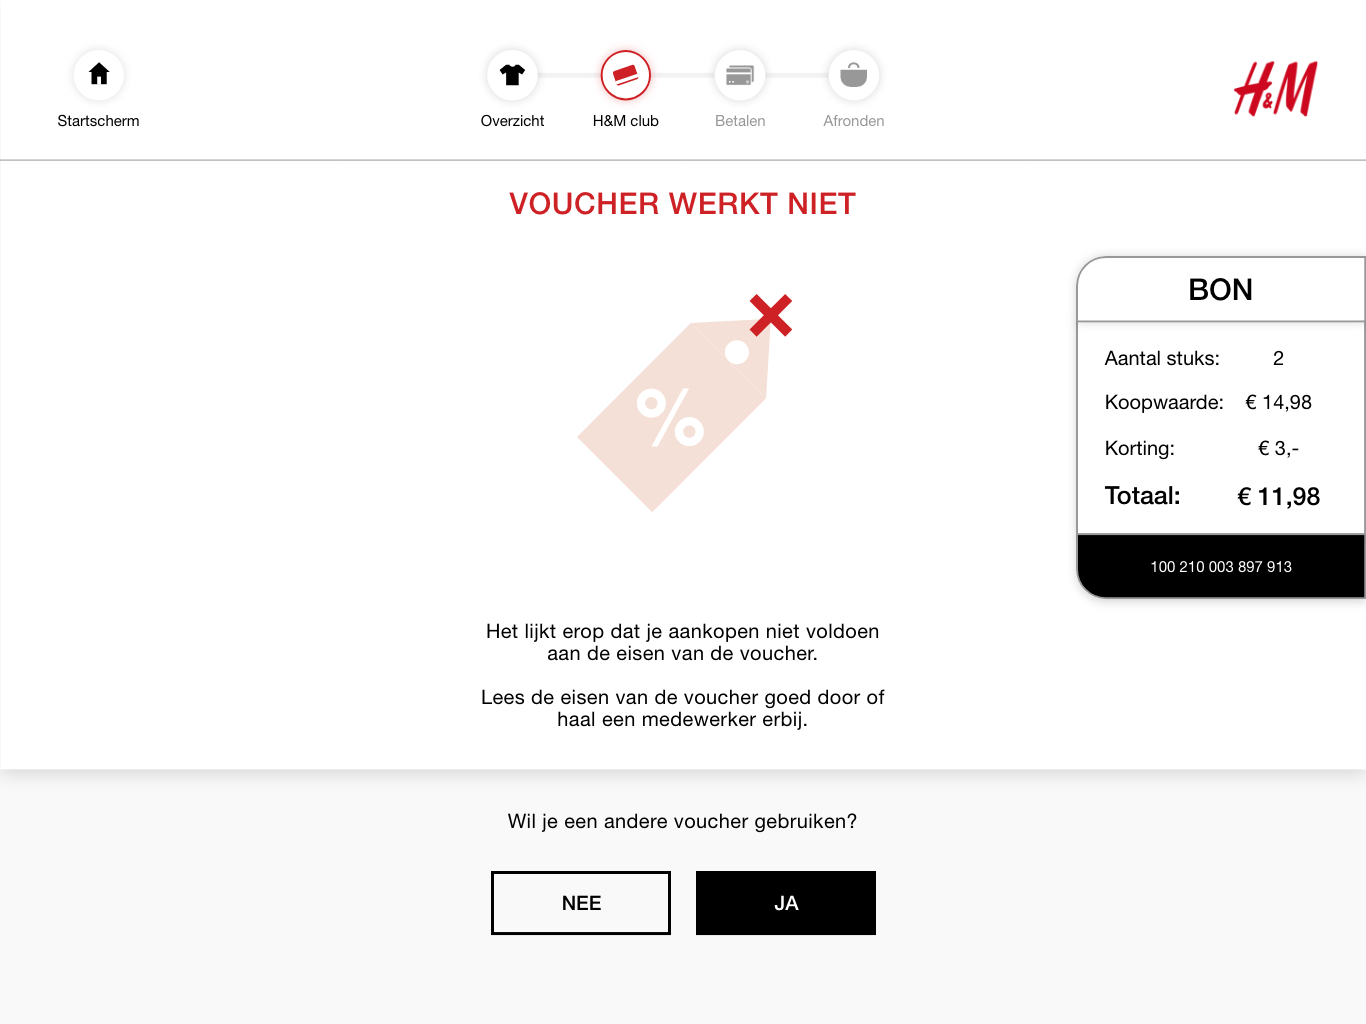 Startscherm
Overzicht
H&M club
Betalen
Afronden
H&M
VOUCHER WERKT NIET
%
BON
Aantal stuks: 2
Koopwaarde: € 14,98
Korting: € 3,-
Totaal: € 11,98
100 210 003 897 913
Het lijkt erop dat je aankopen niet voldoen
aan de eisen van de voucher.
Lees de eisen van de voucher goed door of
haal een medewerker erbij.
Wil je een andere voucher gebruiken?
NEE
JA